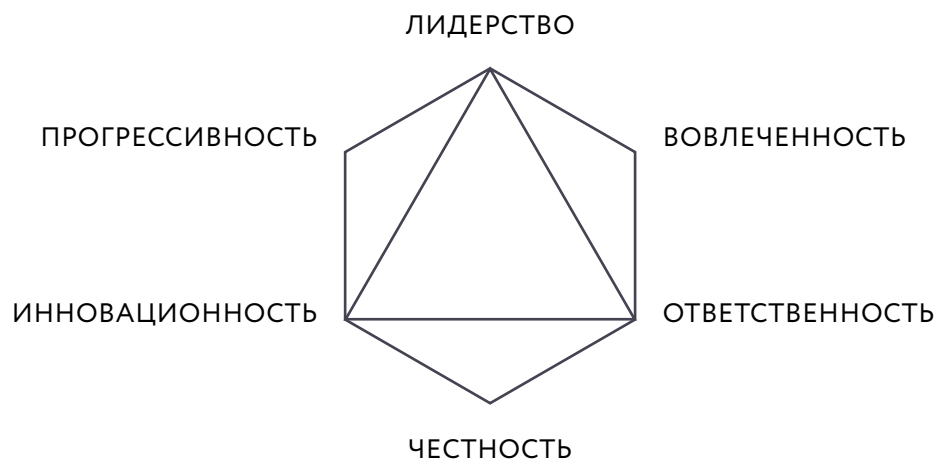 ЛИДЕРСТВО
ПРОГРЕССИВНОСТЬ
ВОВЛЕЧЕННОСТЬ
ИННОВАЦИОННОСТЬ
ОТВЕТСТВЕННОСТЬ
ЧЕСТНОСТЬ